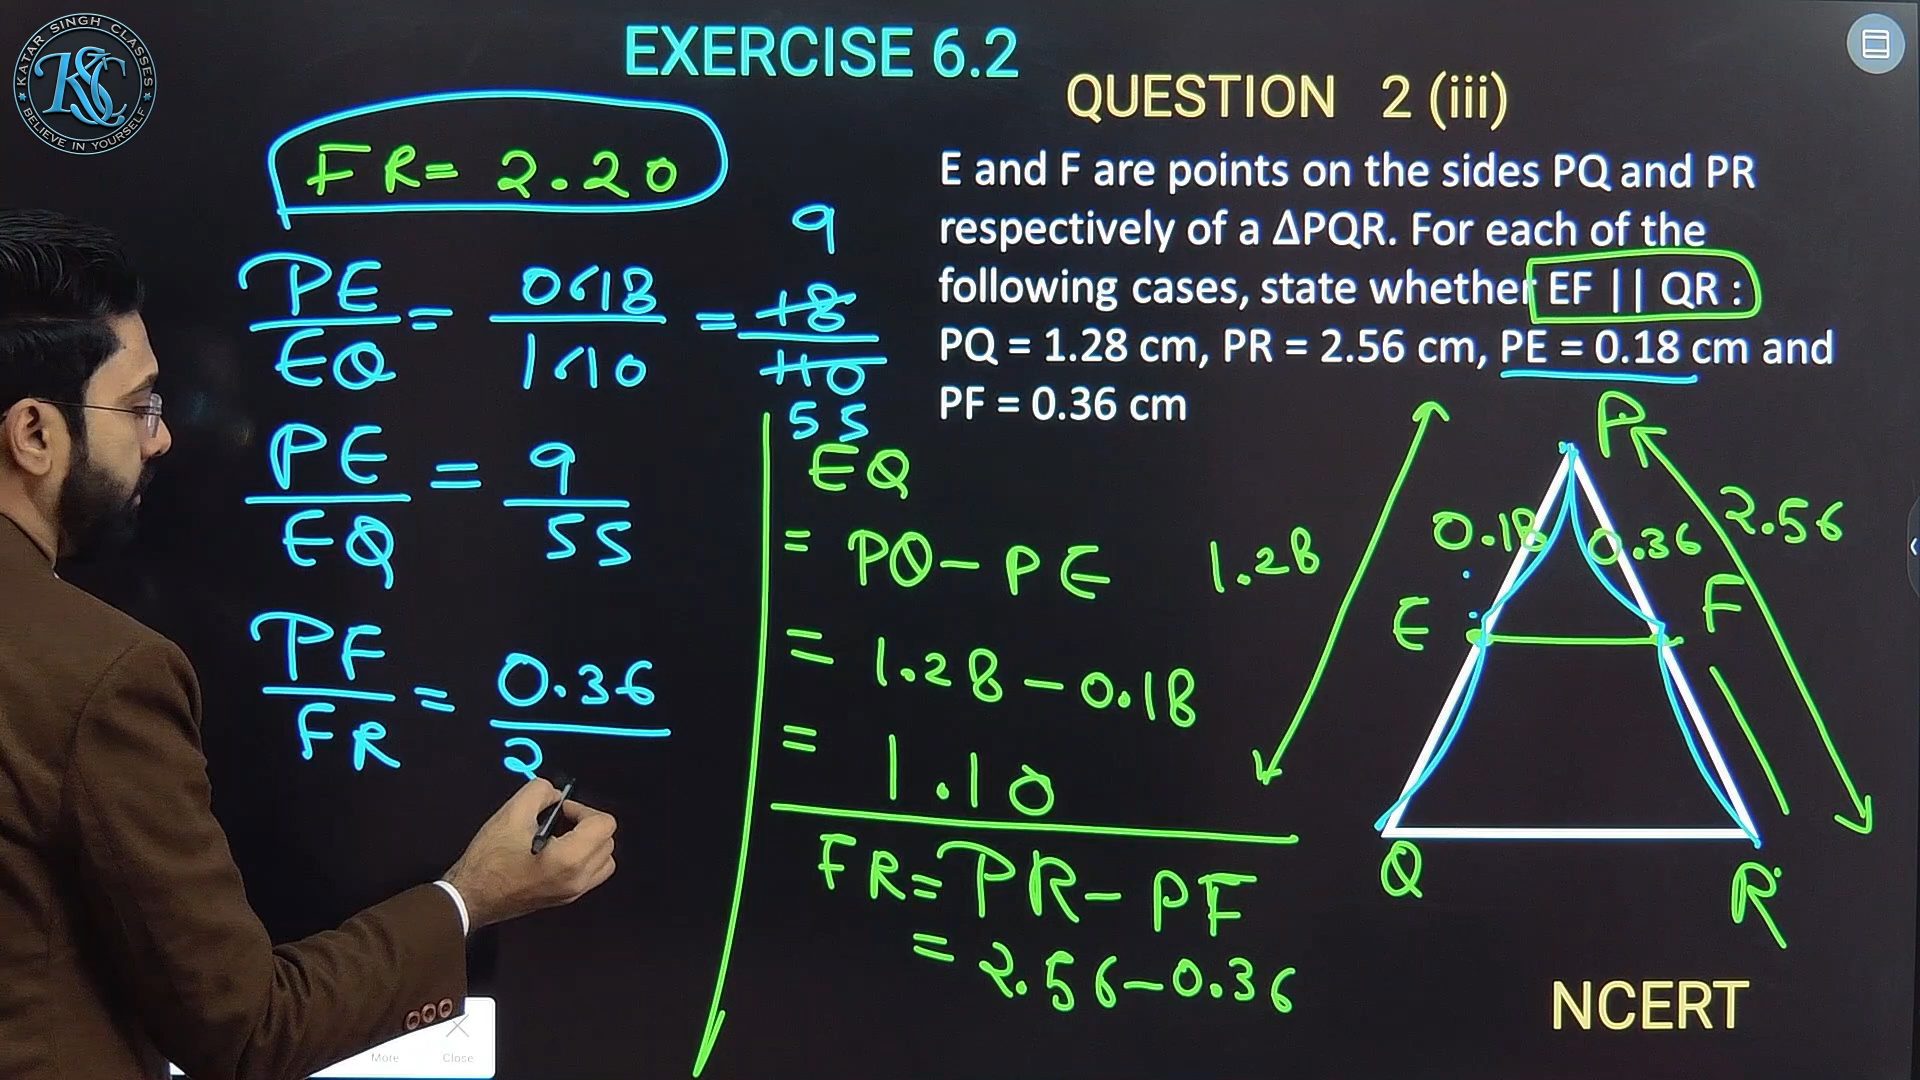 KATAR SINGH CLASSES
KSC
BELIEVE IN YOURSELF
EXERCISE 6.2
QUESTION 2 (iii)
E and F are points on the sides PQ and PR
respectively of a ΔPQR. For each of the
following cases, state whether EF || QR :
PQ = 1.28 cm, PR = 2.56 cm, PE = 0.18 cm and
PF = 0.36 cm
FR = 2.20
PE/EQ = 0.18/1.10 = 18/110
9
55
PE/EQ = 9/55
PF/FR = 0.36/2
EQ
= PQ - PE
= 1.28 - 0.18
= 1.10
FR = PR - PF
= 2.56 - 0.36
P
0.18
0.36
2.56
1.28
E
F
Q
R
NCERT
More
Close